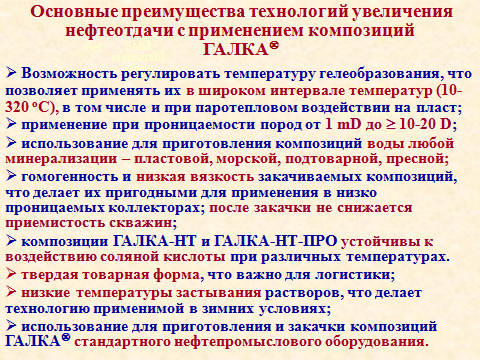 Основные преимущества технологий увеличения
нефтеотдачи с применением композиций
ГАЛКА®
➢ Возможность регулировать температуру гелеобразования, что
позволяет применять их в широком интервале температур (10-
320 °С), в том числе и при паротепловом воздействии на пласт;
➢ применение при проницаемости пород от 1 mD до ≥ 10-20 D;
➢ использование для приготовления композиций воды любой
минерализации – пластовой, морской, подтоварной, пресной;
➢ гомогенность и низкая вязкость закачиваемых композиций,
что делает их пригодными для применения в низко
проницаемых коллекторах; после закачки не снижается
приемистость скважин;
➢ композиции ГАЛКА-НТ и ГАЛКА-НТ-ПРО устойчивы к
воздействию соляной кислоты при различных температурах.
➢ твердая товарная форма, что важно для логистики;
➢ низкие температуры застывания растворов, что делает
технологию применимой в зимних условиях;
➢ использование для приготовления и закачки композиций
ГАЛКА® стандартного нефтепромыслового оборудования.